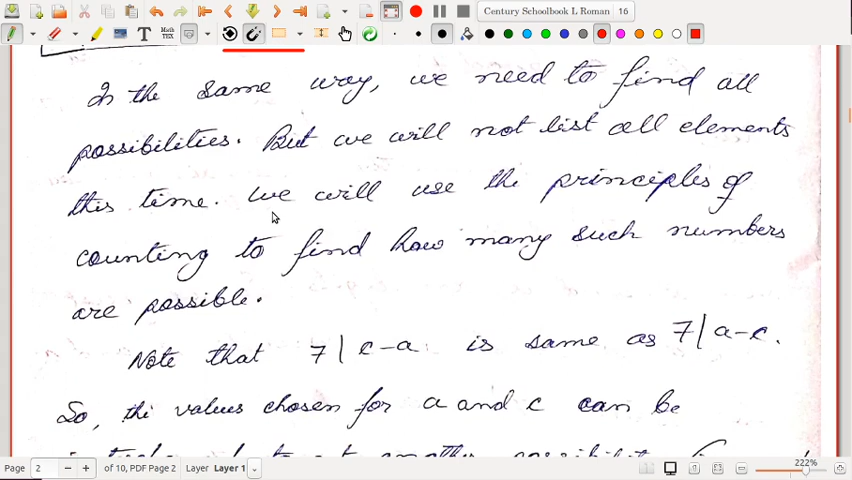 Century Schoolbook L Roman 16
T Math TEX
In the same way, we need to find all
possibilities. But we will not list all elements
this time. We will use the principles of
counting to find how many such numbers
are possible.
Note that 7 | c-a is same as 7 | a-c.
So, the values chosen for a and c can be
another
Page 2 of 10, PDF Page 2 Layer Layer 1 222%